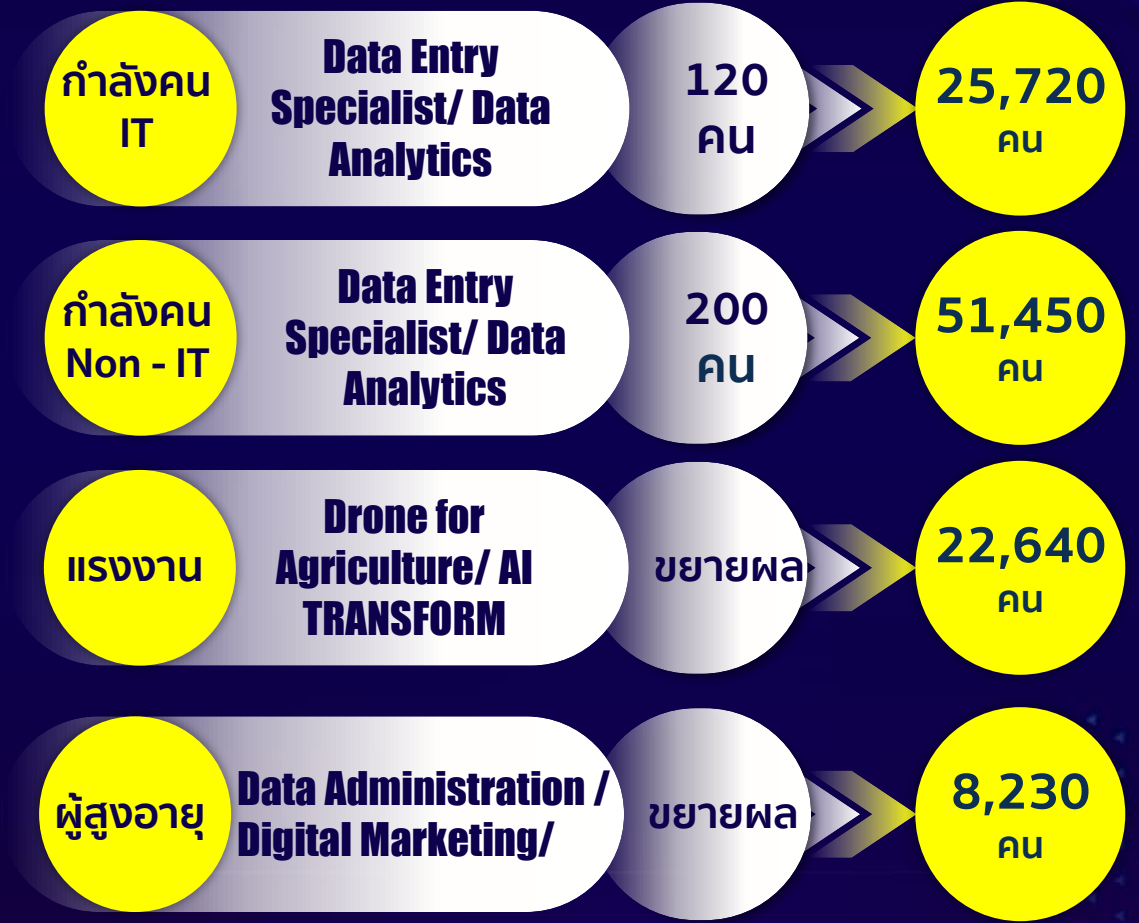 กำลังคน
IT
Data Entry
Specialist/ Data
Analytics
120
คน
25,720
คน
กำลังคน
Non - IT
Data Entry
Specialist/ Data
Analytics
200
คน
51,450
คน
แรงงาน
Drone for
Agriculture/ AI
TRANSFORM
ขยายผล
22,640
คน
ผู้สูงอายุ
Data Administration /
Digital Marketing/
ขยายผล
8,230
คน